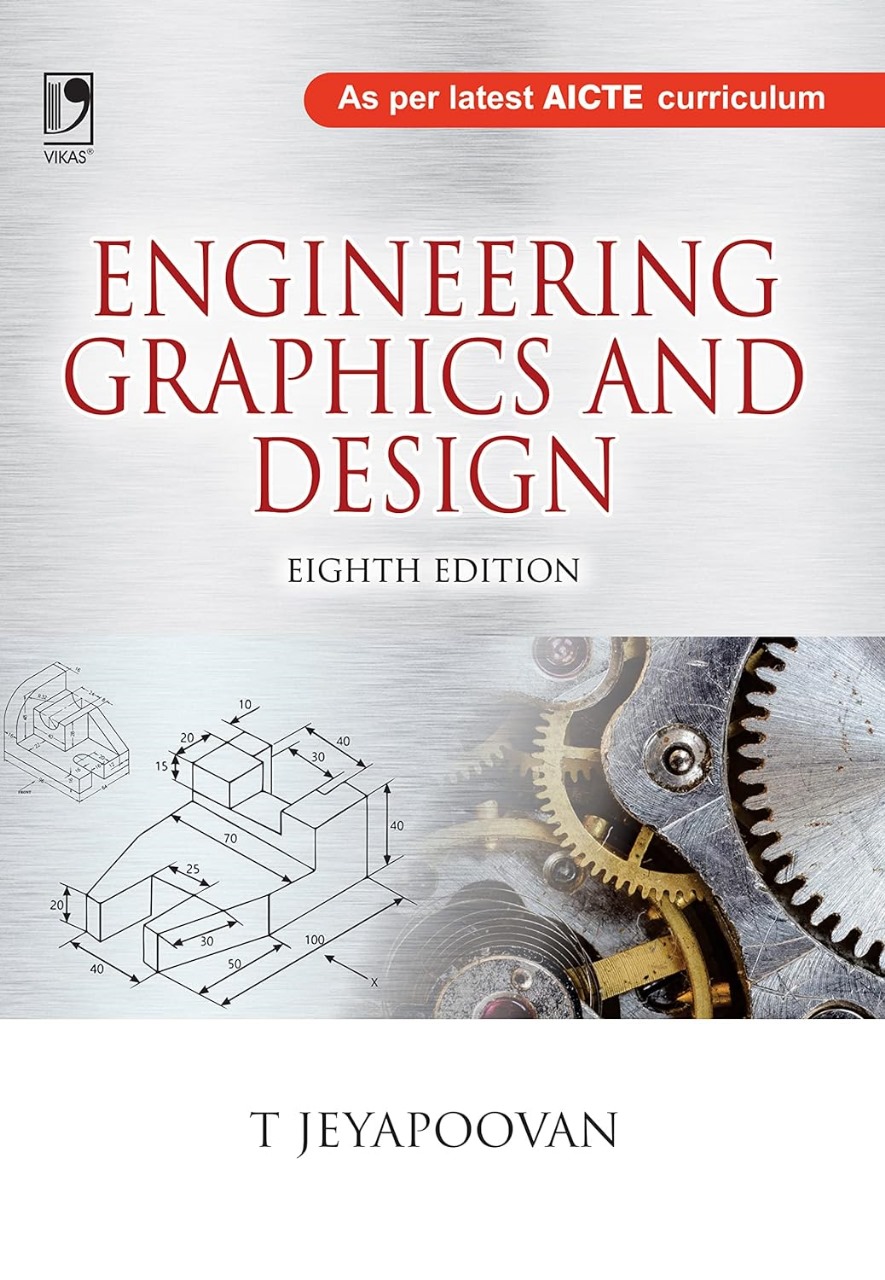 VIKAS®
As per latest AICTE curriculum
ENGINEERING
GRAPHICS AND
DESIGN
EIGHTH EDITION
10
20
40
30
15
40
70
25
20
30
100
50
40
X
FRONT
T JEYAPOOVAN